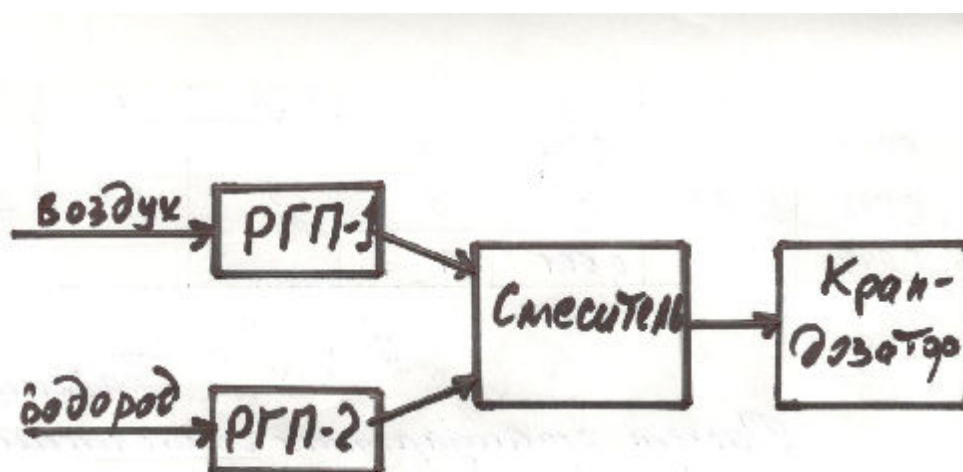 воздух
РГП-1
Смеситель
Кран-
дозатор
водород
РГП-2